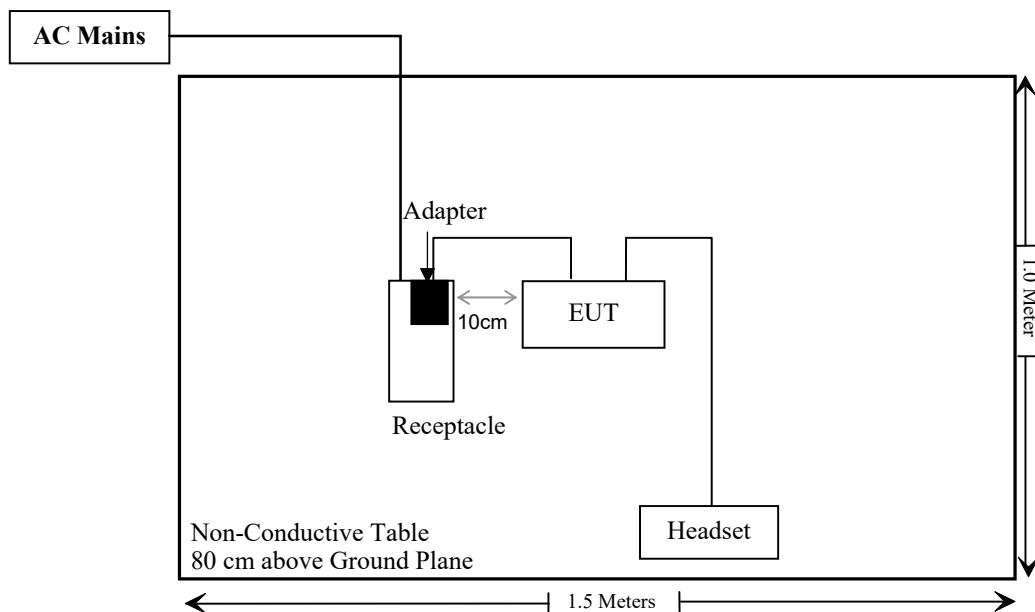 AC Mains
Adapter
10cm
EUT
1.0 Meter
Receptacle
Headset
Non-Conductive Table
80 cm above Ground Plane
1.5 Meters